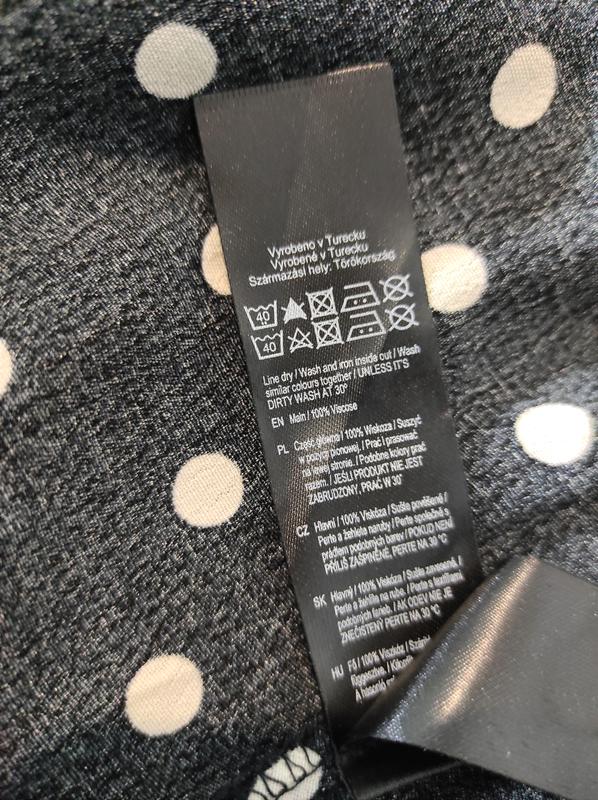 Vyrobeno v Turecku
Vyrobené v Turecku
Származási hely: Törökország
40
40
Line dry / Wash and iron inside out / Wash
similar colours together / UNLESS IT'S
DIRTY WASH AT 30°
EN Main / 100% Viscose
PL Część główna / 100% Wiskoza / Suszyć
w pozycji pionowej. / Prać i prasować
na lewej stronie. / Podobne kolory prać
razem. / JEŚLI PRODUKT NIE JEST
ZABRUDZONY, PRAĆ W 30°
CZ Hlavní / 100% Viskóza / Sušte pověšené /
Perte a žehlete naruby / Perte společně s
prádlem podobných barev / POKUD NENÍ
PŘÍLIŠ ZAŠPINĚNÉ, PERTE NA 30 °C
SK Hlavný / 100% Viskóza / Sušte zavesené, /
Perte a žehlite na rube. / Perte s textíliami
podobných farieb. / AK ODEV NIE JE
ZNEČISTENÝ PERTE NA 30 °C
HU Fő / 100% Viszkóz /
függesztve. /
A hasonló